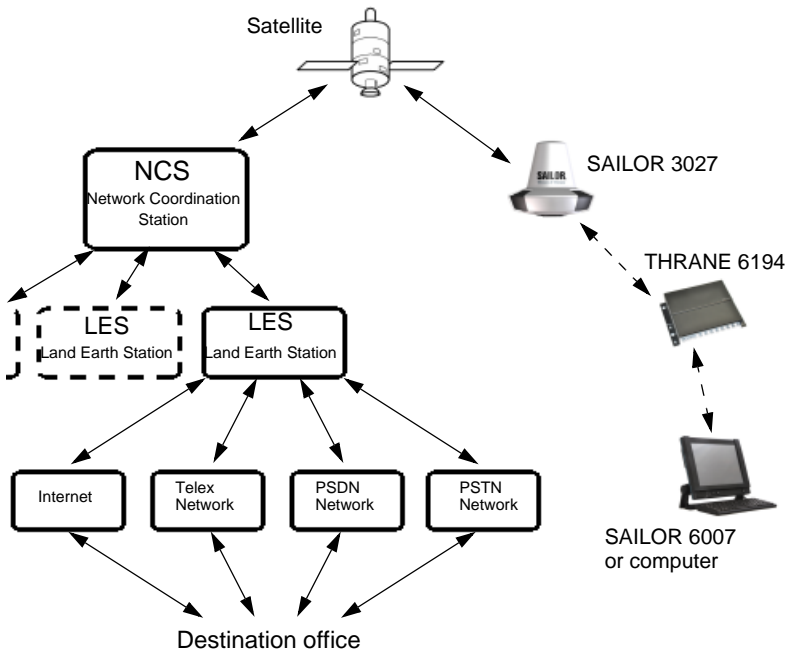 Satellite
NCS
Network Coordination
Station
SAILOR
SAILOR 3027
THRANE 6194
LES
Land Earth Station
LES
Land Earth Station
Internet
Telex
Network
PSDN
Network
PSTN
Network
SAILOR 6007
or computer
Destination office